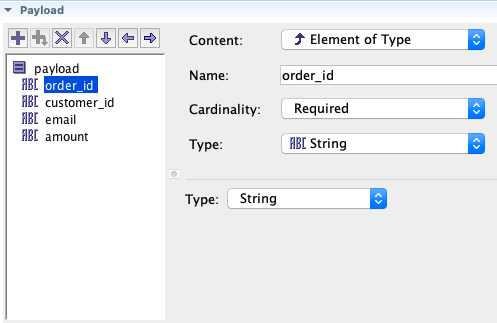 Payload
payload
ABC order_id
ABC customer_id
ABC email
ABC amount
Content: Element of Type
Name: order_id
Cardinality: Required
Type: ABC String
Type: String